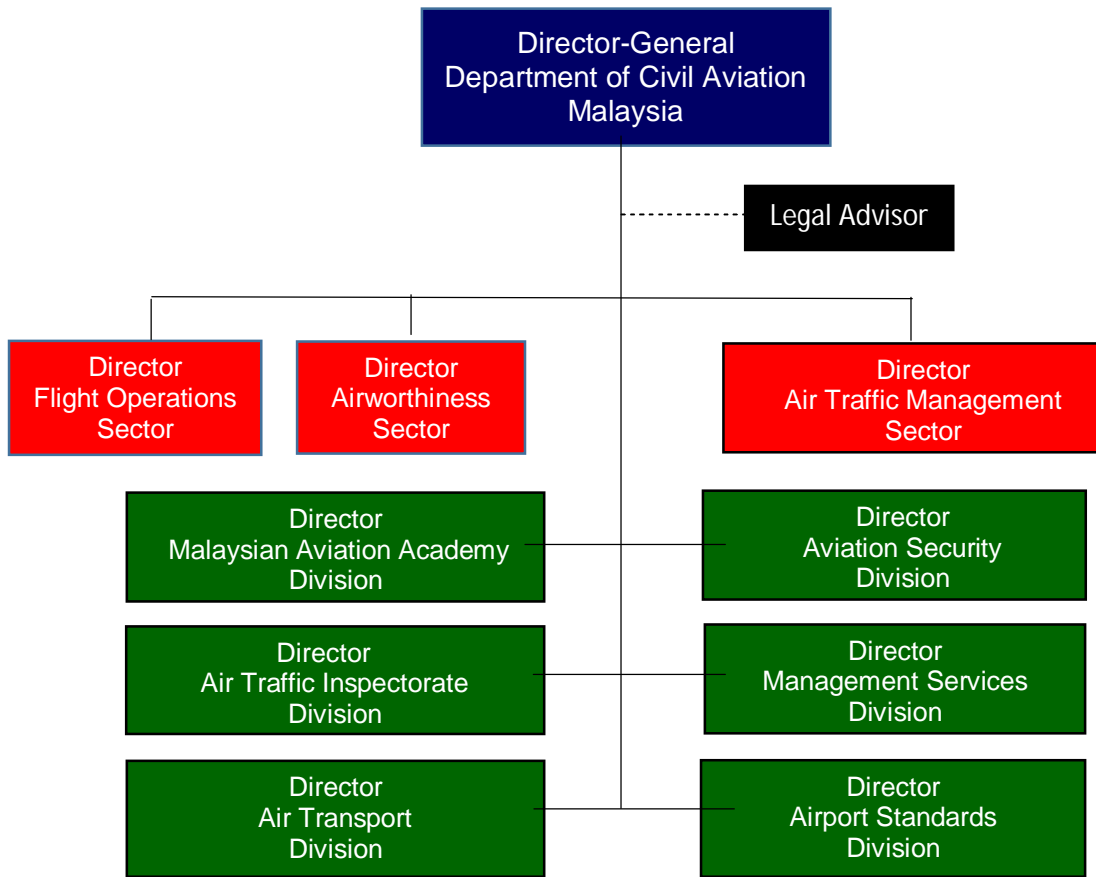 Director-General
Department of Civil Aviation
Malaysia
Legal Advisor
Director
Flight Operations
Sector
Director
Airworthiness
Sector
Director
Air Traffic Management
Sector
Director
Malaysian Aviation Academy
Division
Director
Aviation Security
Division
Director
Air Traffic Inspectorate
Division
Director
Management Services
Division
Director
Air Transport
Division
Director
Airport Standards
Division